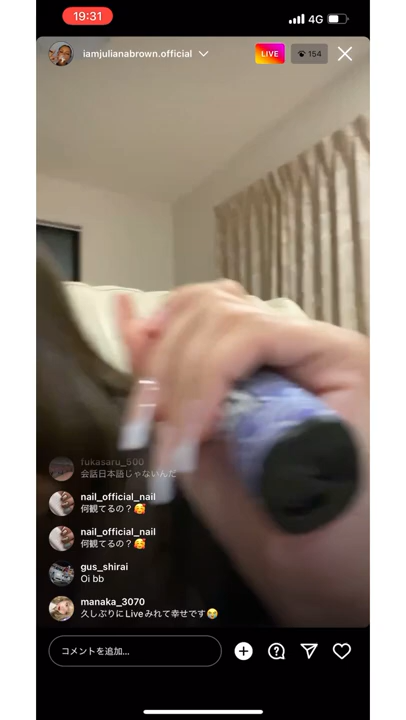 19:31
4G
iamjulianabrown.official
LIVE
154
fukasaru_500
会話日本語じゃないんだ
nail_official_nail
何観てるの？🥰
nail_official_nail
何観てるの？🥰
gus_shirai
Oi bb
manaka_3070
久しぶりにLiveみれて幸せです😭
コメントを追加...